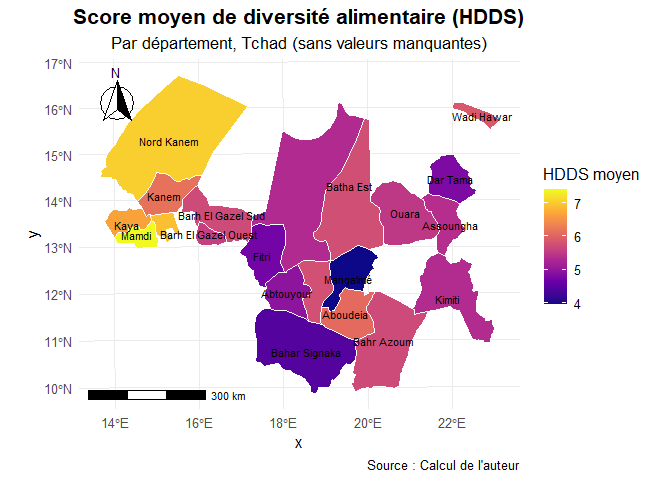 Score moyen de diversité alimentaire (HDDS)
Par département, Tchad (sans valeurs manquantes)
17°N
16°N
15°N
14°N
13°N
12°N
11°N
10°N
y
N
Wadi Hawar
Nord Kanem
Dar Tama
Batha Est
Kanem
Ouara
Barh El Gazel Sud
Kaya
Assoungha
Mamdi
Barh El Gazel Ouest
Fitri
Mangalmé
Abtouyour
Kimiti
Aboudeia
Bahr Azoum
Bahar Signaka
300 km
14°E
16°E
18°E
20°E
22°E
x
HDDS moyen
7
6
5
4
Source : Calcul de l'auteur